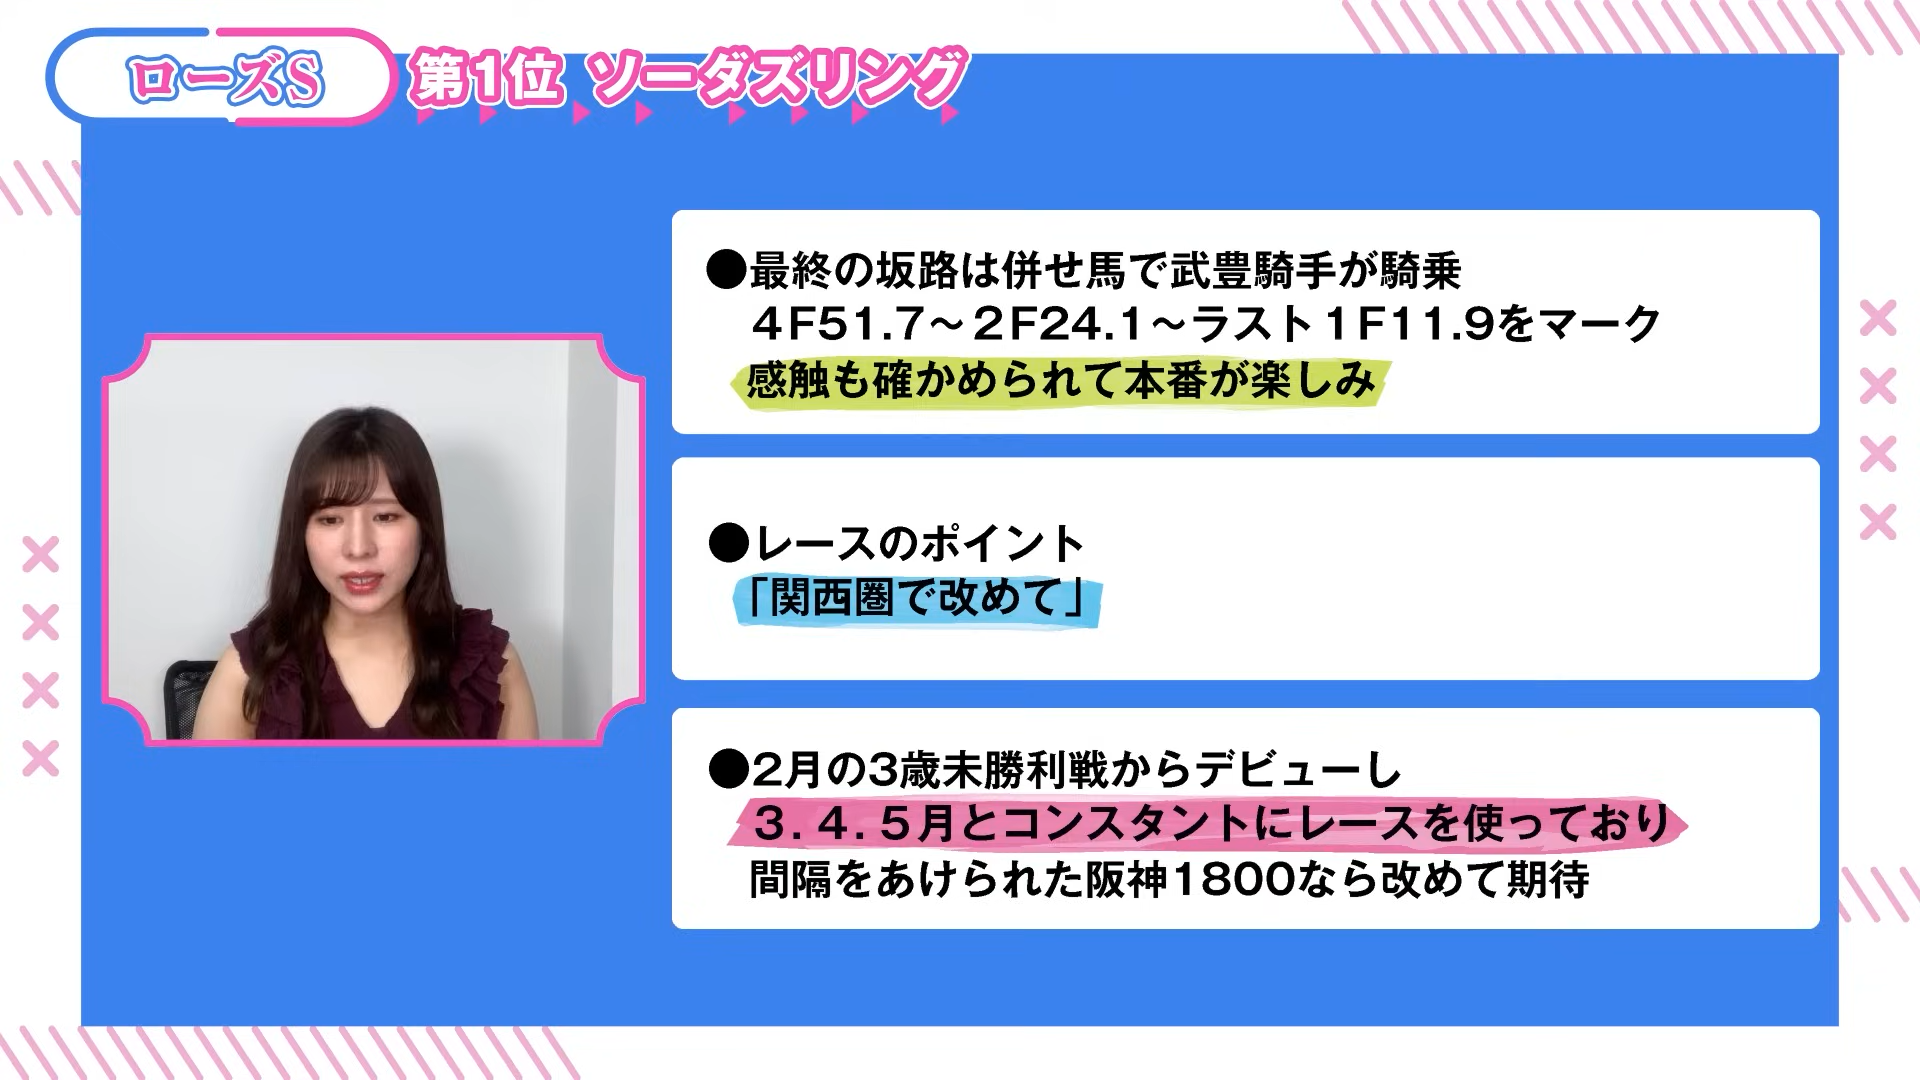 ローズS
第1位 ソーダズリング
●最終の坂路は併せ馬で武豊騎手が騎乗
４F51.7～２F24.1～ラスト１F11.9をマーク
感触も確かめられて本番が楽しみ
●レースのポイント
「関西圏で改めて」
●2月の3歳未勝利戦からデビューし
３.４.５月とコンスタントにレースを使っており
間隔をあけられた阪神1800なら改めて期待